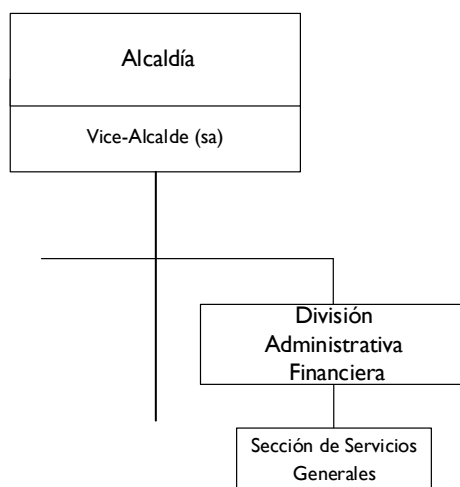 Alcaldía
Vice-Alcalde (sa)
División
Administrativa
Financiera
Sección de Servicios
Generales